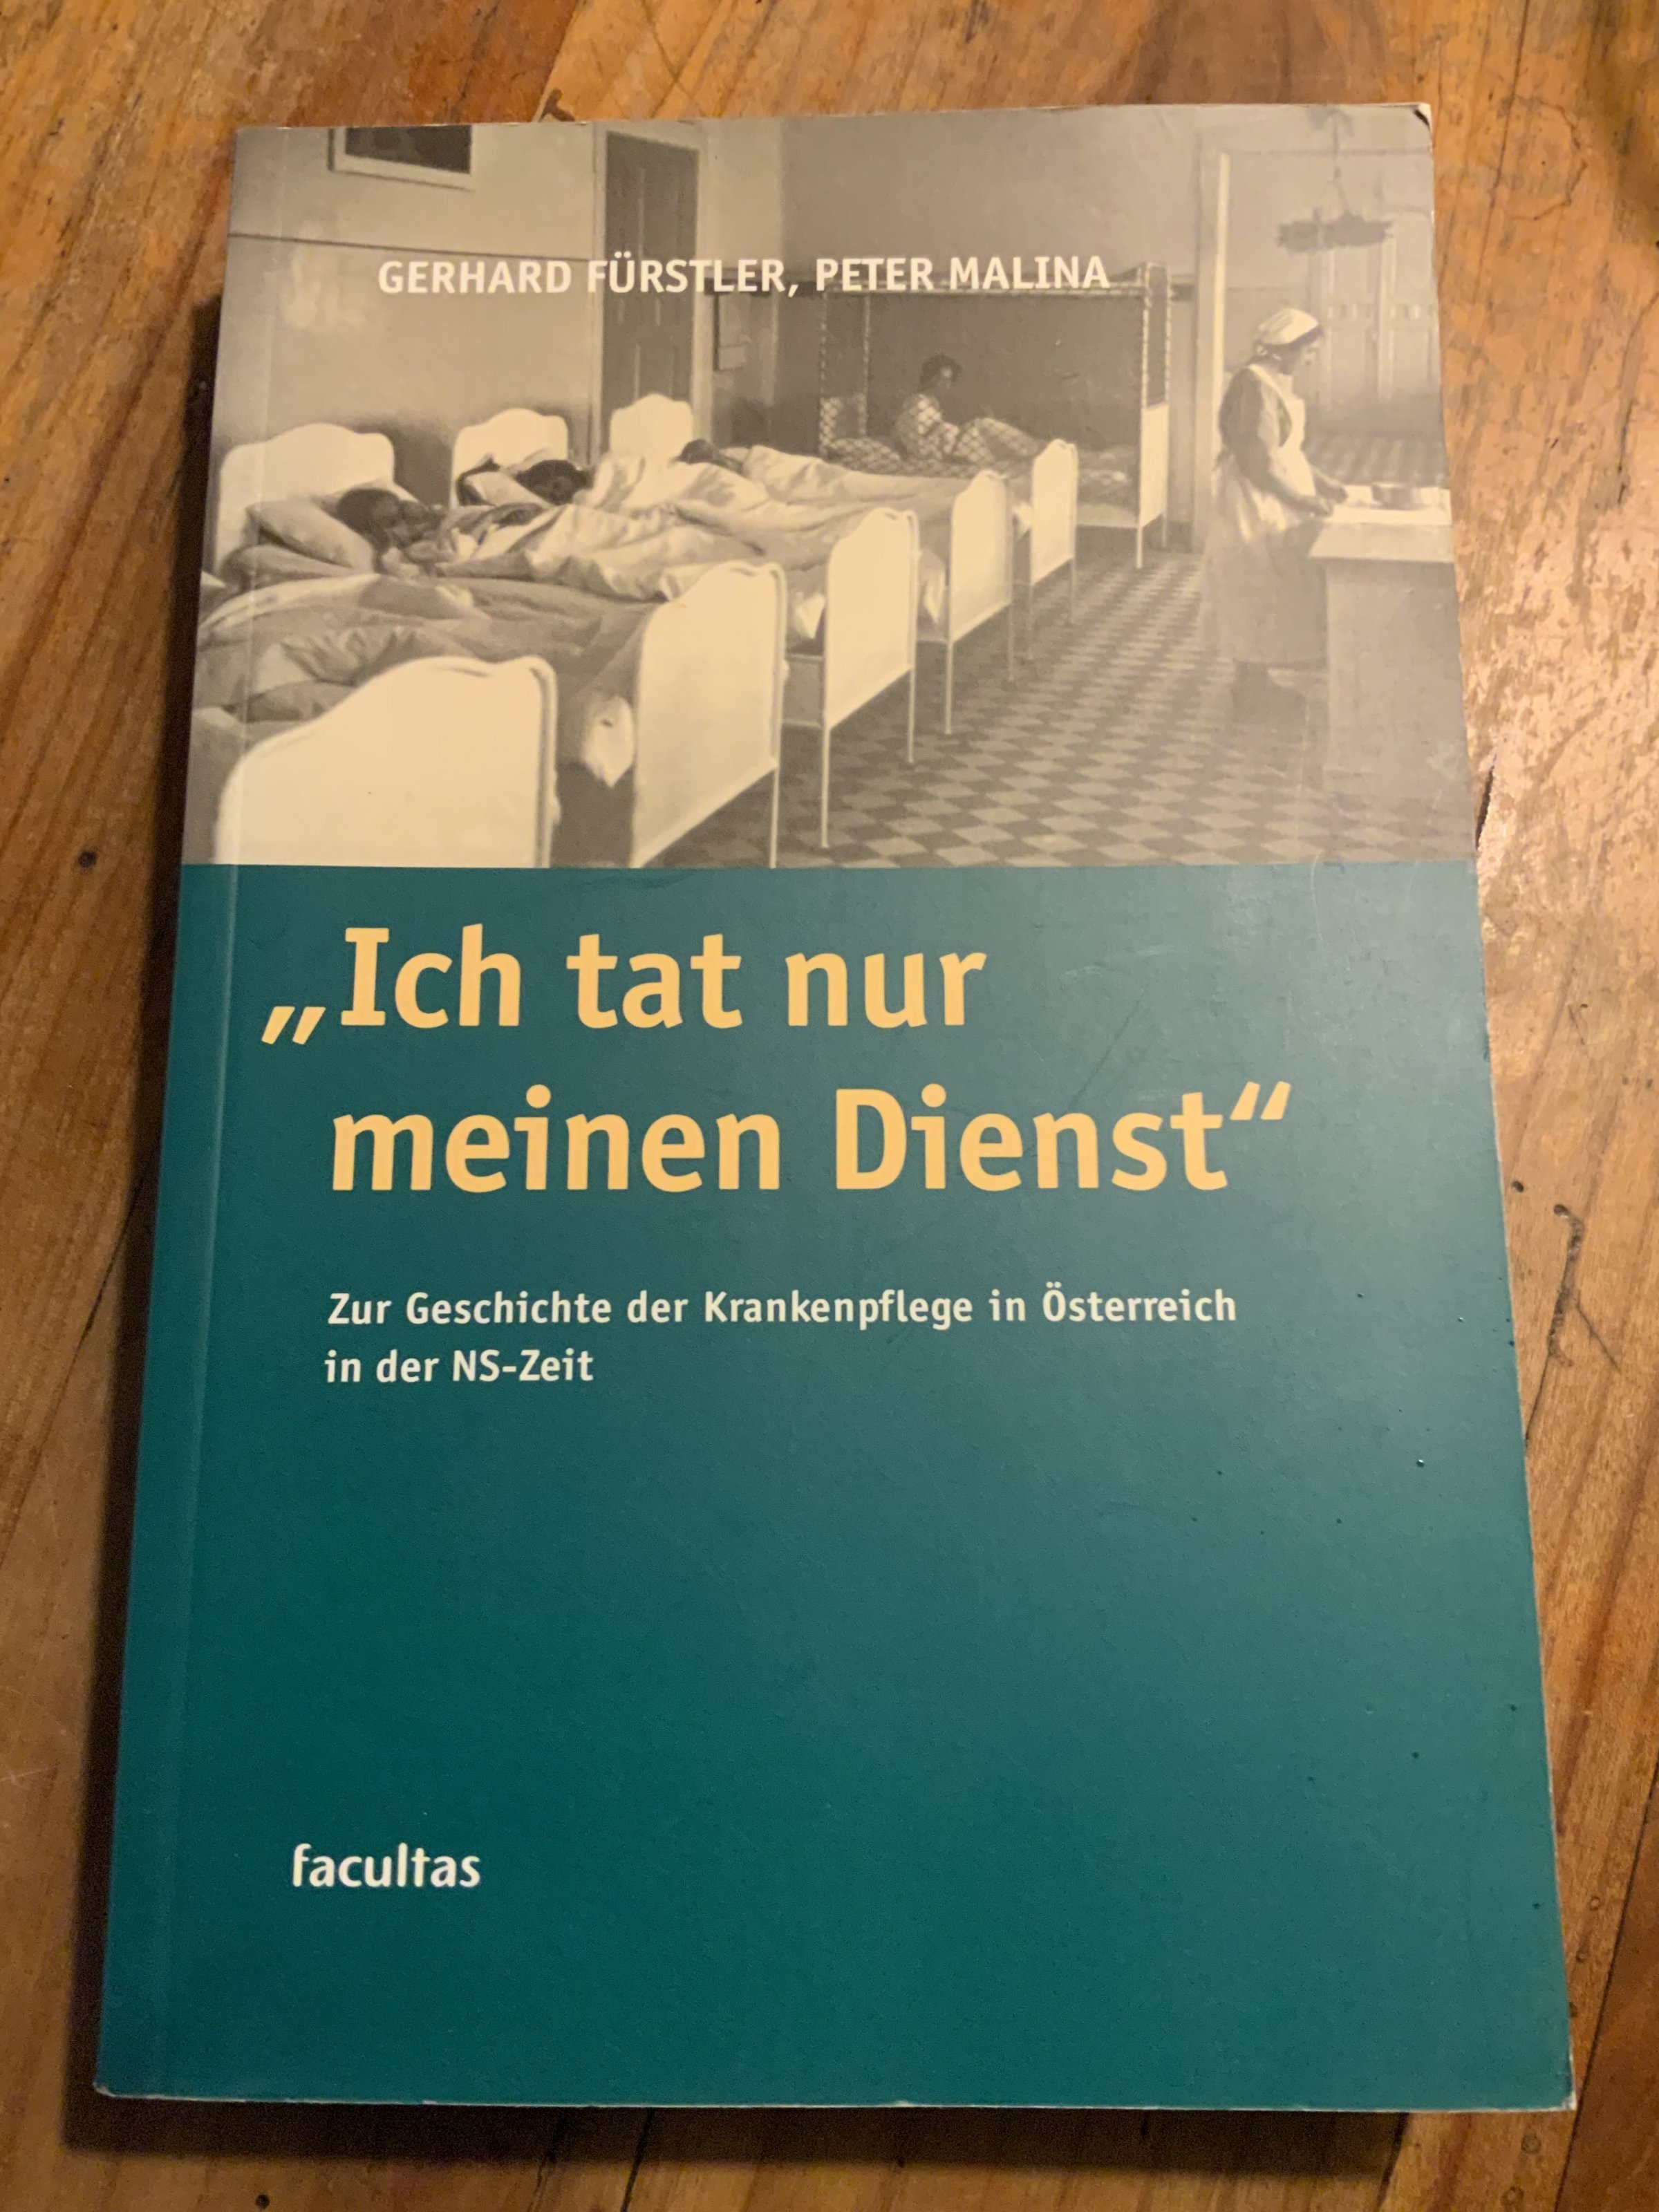 GERHARD FÜRSTLER, PETER MALINA
„Ich tat nur
meinen Dienst“
Zur Geschichte der Krankenpflege in Österreich
in der NS-Zeit
facultas